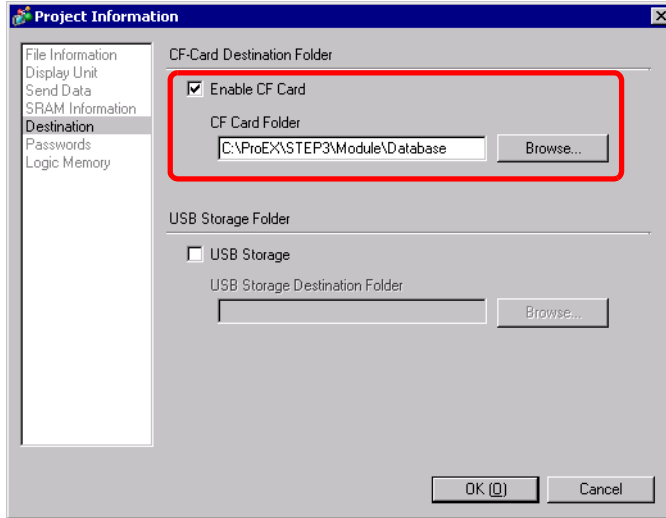 Project Information
File Information
Display Unit
Send Data
SRAM Information
Destination
Passwords
Logic Memory
CF-Card Destination Folder
Enable CF Card
CF Card Folder
C:\ProEX\STEP3\Module\Database
Browse...
USB Storage Folder
USB Storage
USB Storage Destination Folder
Browse...
OK (O)
Cancel